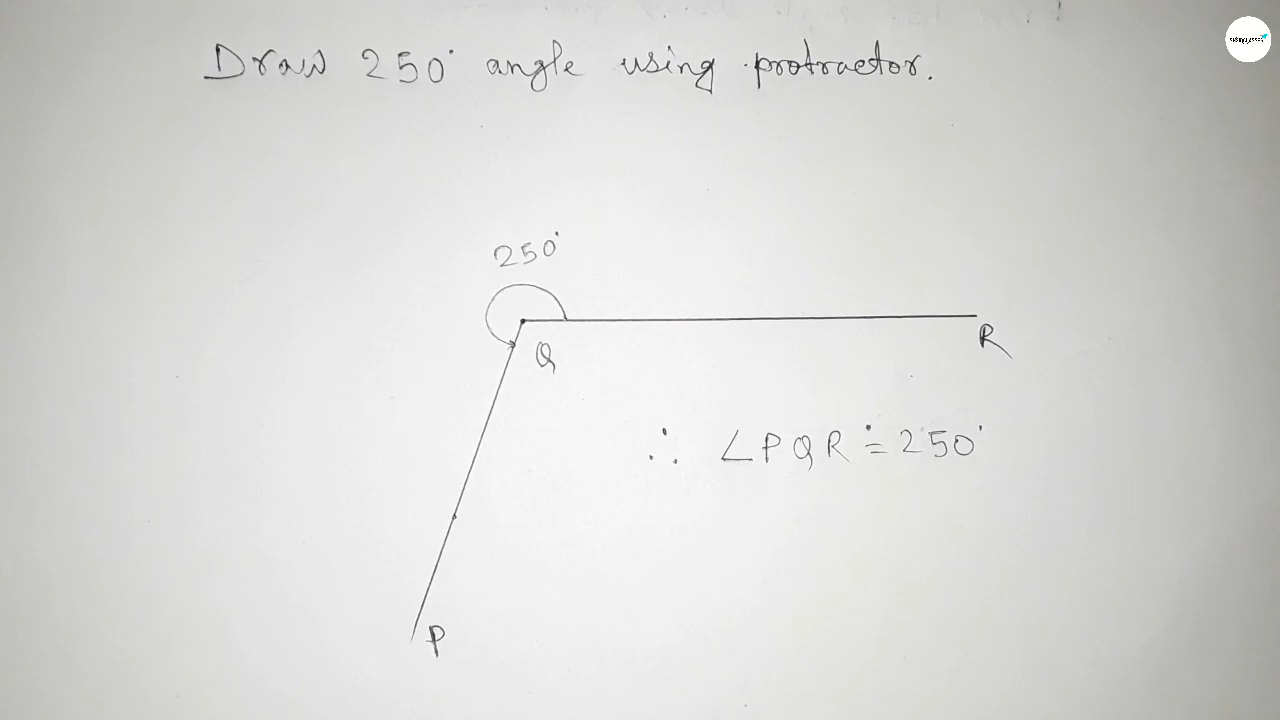 Draw 250° angle using protractor.
250°
Q
R
∴ ∠PQR = 250°
P